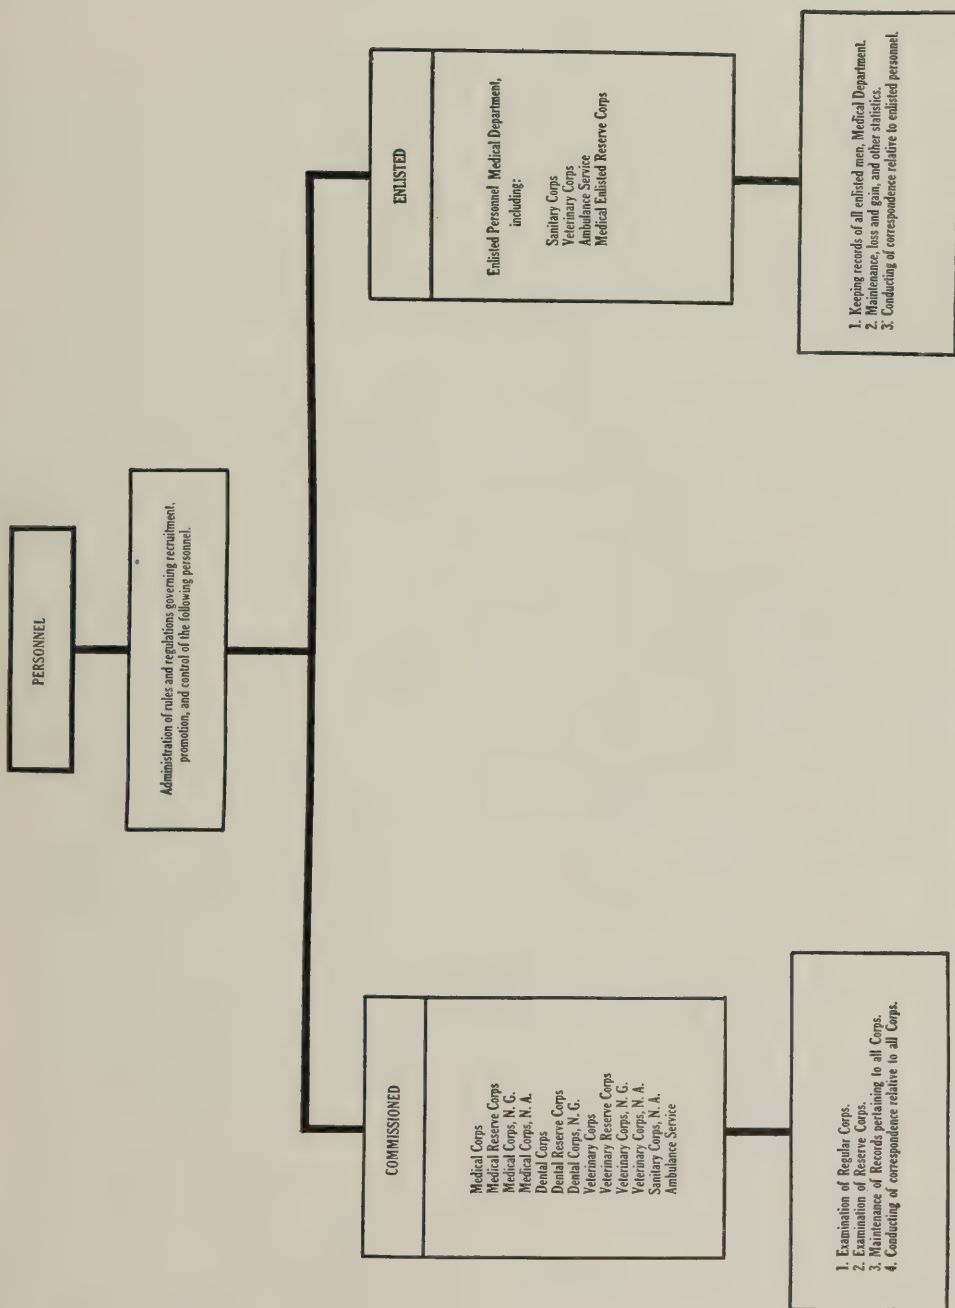 PERSONNEL
Administration of rules and regulations governing recruitment,
promotion, and control of the following personnel.
COMMISSIONED
Medical Corps
Medical Reserve Corps
Medical Corps, N. G.
Medical Corps, N. A.
Dental Corps
Dental Reserve Corps
Dental Corps, N. G.
Veterinary Corps
Veterinary Reserve Corps
Veterinary Corps, N. G.
Veterinary Corps, N. A.
Sanitary Corps, N. A.
Ambulance Service
1. Examination of Regular Corps.
2. Examination of Reserve Corps.
3. Maintenance of Records pertaining to all Corps.
4. Conducting of correspondence relative to all Corps.
ENLISTED
Enlisted Personnel Medical Department,
including:
Sanitary Corps
Veterinary Corps
Ambulance Service
Medical Enlisted Reserve Corps
1. Keeping records of all enlisted men, Medical Department.
2. Maintenance, loss and gain, and other statistics.
3. Conducting of correspondence relative to enlisted personnel.